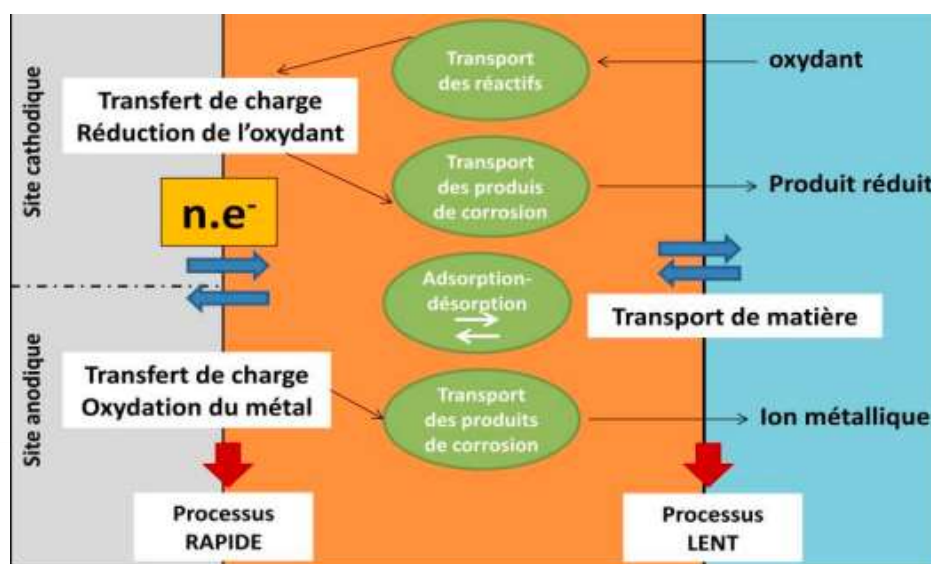 Site cathodique
Transfert de charge
Réduction de l'oxydant
n.e-
Transport
des réactifs
oxydant
Transport
des produis
de corrosion
Produit réduit
Adsorption-
désorption
Transport de matière
Site anodique
Transfert de charge
Oxydation du métal
Transport
des produits
de corrosion
Ion métallique
Processus
RAPIDE
Processus
LENT